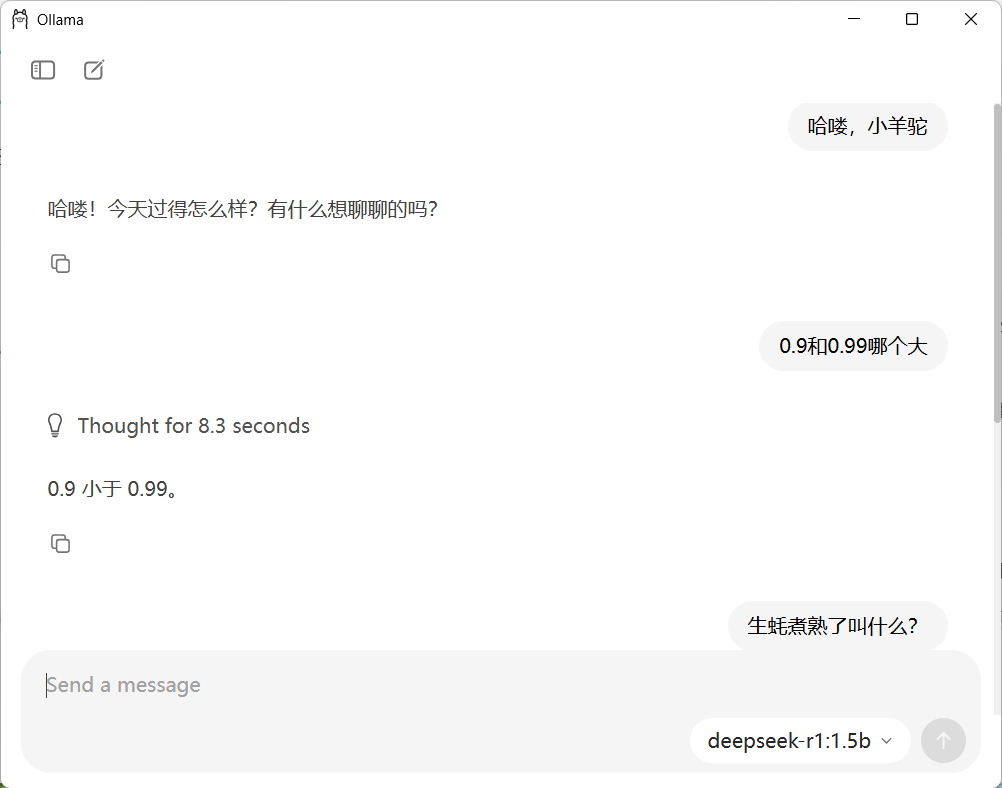 Ollama
哈喽，小羊驼
哈喽！今天过得怎么样？有什么想聊聊的吗？
0.9和0.99哪个大
Thought for 8.3 seconds
0.9 小于 0.99。
生蚝煮熟了叫什么？
Send a message
deepseek-r1:1.5b